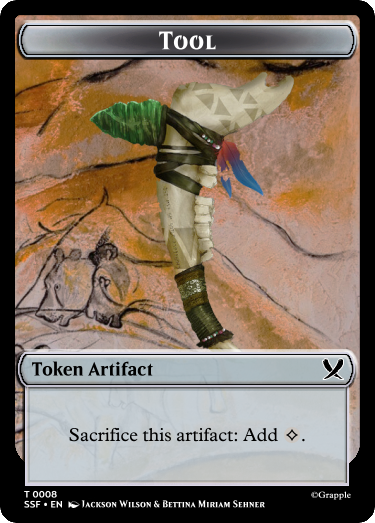 Tool
Token Artifact
Sacrifice this artifact: Add .
T 0008
©Grapple
SSF • EN Jackson Wilson & Bettina Miriam Sehner